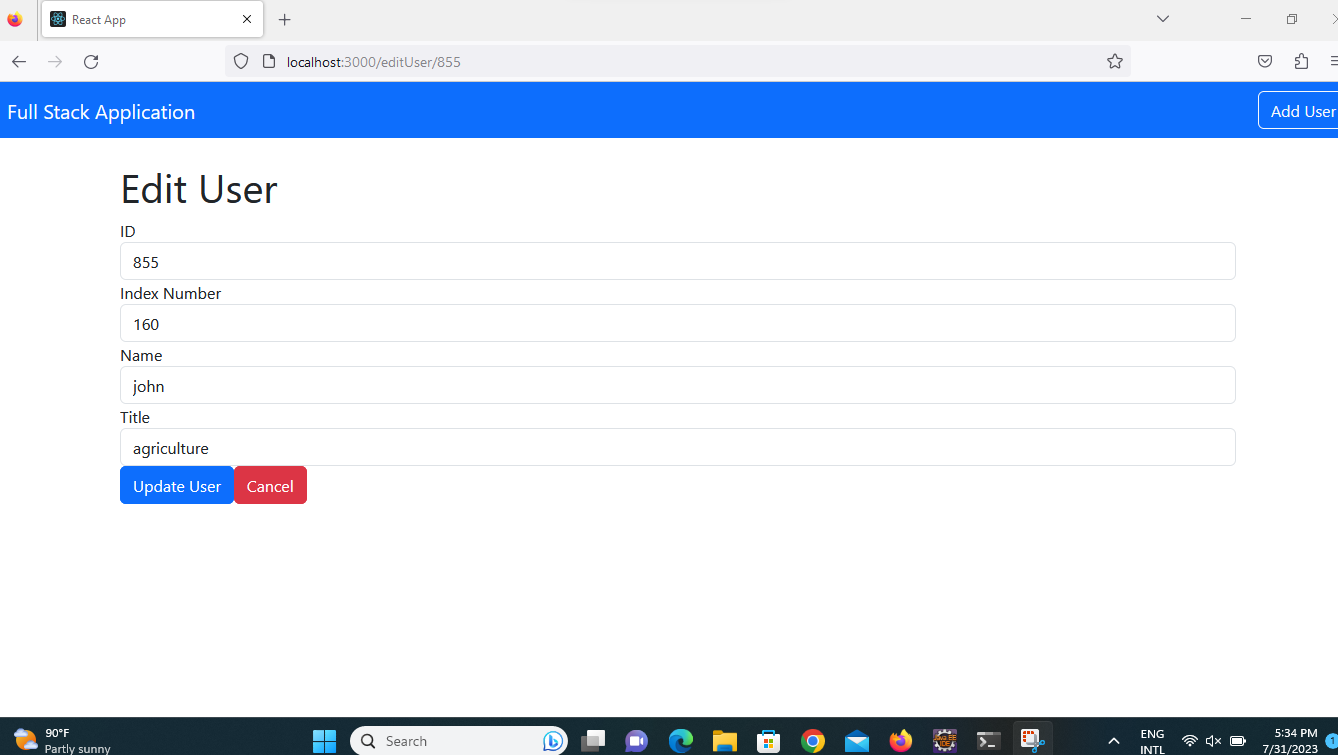 React App
localhost:3000/editUser/855
Full Stack Application
Add User
Edit User
ID
855
Index Number
160
Name
john
Title
agriculture
Update User Cancel
90°F
Partly sunny
Search
ENG
INTL
5:34 PM
7/31/2023
1